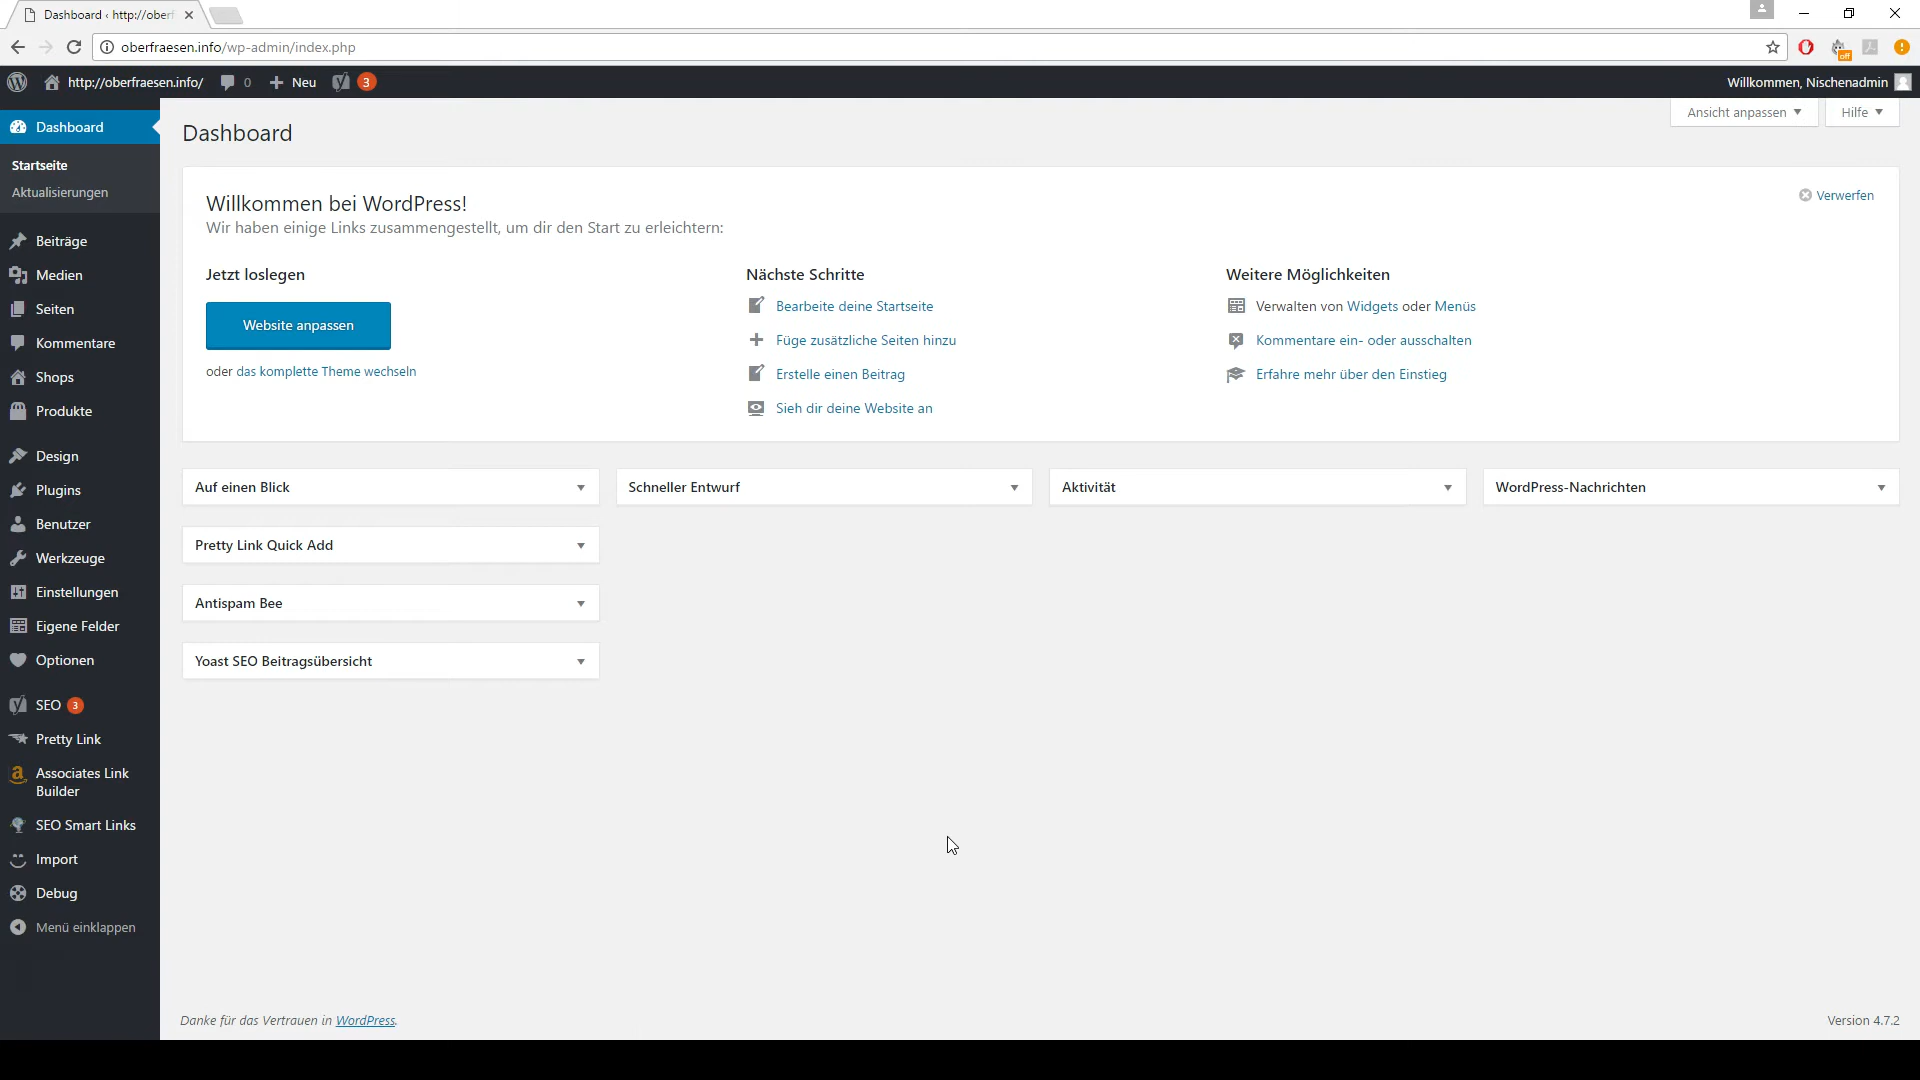 Dashboard ‹ http://oberf
oberfraesen.info/wp-admin/index.php
off
http://oberfraesen.info/ 0 Neu 3
Willkommen, Nischenadmin
Dashboard
Startseite
Aktualisierungen
Beiträge
Medien
Seiten
Kommentare
Shops
Produkte
Design
Plugins
Benutzer
Werkzeuge
Einstellungen
Eigene Felder
Optionen
SEO 3
Pretty Link
Associates Link
Builder
SEO Smart Links
Import
Debug
Menü einklappen
Ansicht anpassen
Hilfe
Dashboard
Willkommen bei WordPress!
Verwerfen
Wir haben einige Links zusammengestellt, um dir den Start zu erleichtern:
Jetzt loslegen
Website anpassen
oder das komplette Theme wechseln
Nächste Schritte
Bearbeite deine Startseite
Füge zusätzliche Seiten hinzu
Erstelle einen Beitrag
Sieh dir deine Website an
Weitere Möglichkeiten
Verwalten von Widgets oder Menüs
Kommentare ein- oder ausschalten
Erfahre mehr über den Einstieg
Auf einen Blick
Schneller Entwurf
Aktivität
WordPress-Nachrichten
Pretty Link Quick Add
Antispam Bee
Yoast SEO Beitragsübersicht
Danke für das Vertrauen in WordPress.
Version 4.7.2